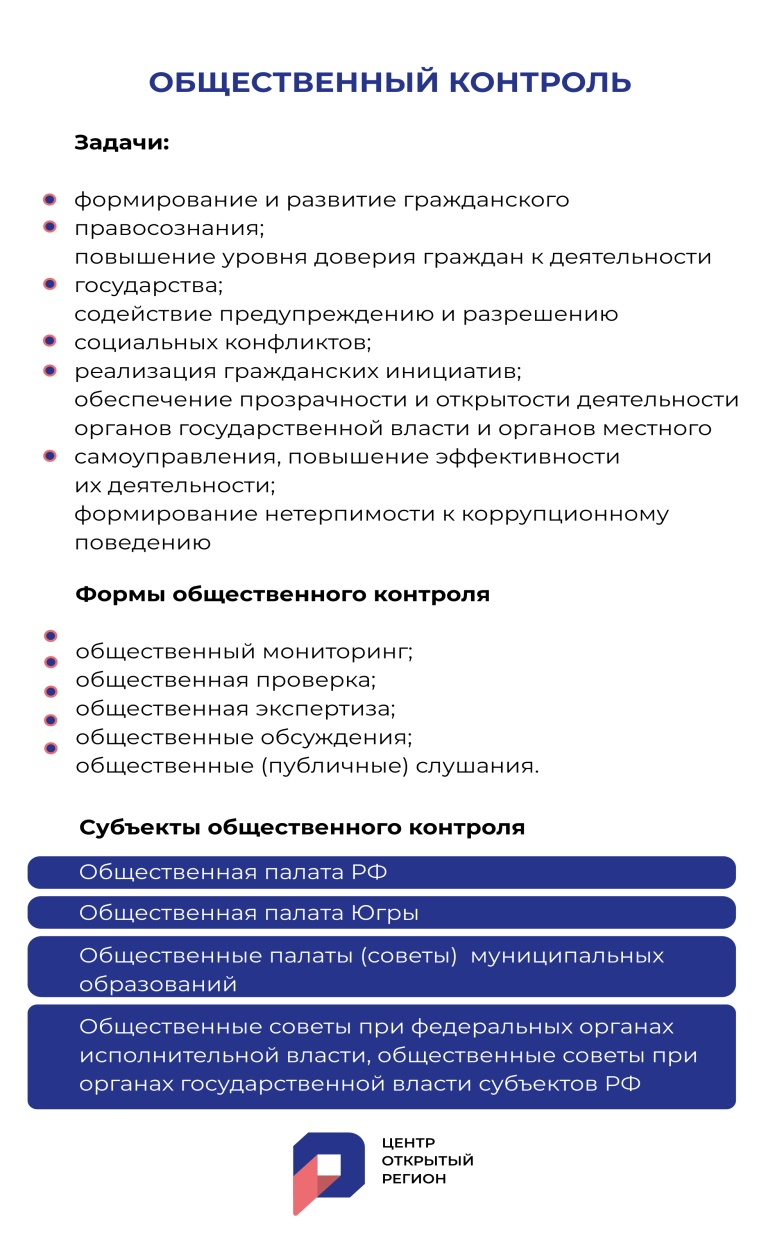 ОБЩЕСТВЕННЫЙ КОНТРОЛЬ
Задачи:
формирование и развитие гражданского
правосознания;
повышение уровня доверия граждан к деятельности
государства;
содействие предупреждению и разрешению
социальных конфликтов;
реализация гражданских инициатив;
обеспечение прозрачности и открытости деятельности
органов государственной власти и органов местного
самоуправления, повышение эффективности
их деятельности;
формирование нетерпимости к коррупционному
поведению
Формы общественного контроля
общественный мониторинг;
общественная проверка;
общественная экспертиза;
общественные обсуждения;
общественные (публичные) слушания.
Субъекты общественного контроля
Общественная палата РФ
Общественная палата Югры
Общественные палаты (советы)  муниципальных
образований
Общественные советы при федеральных органах
исполнительной власти, общественные советы при
органах государственной власти субъектов РФ
ЦЕНТР
ОТКРЫТЫЙ
РЕГИОН